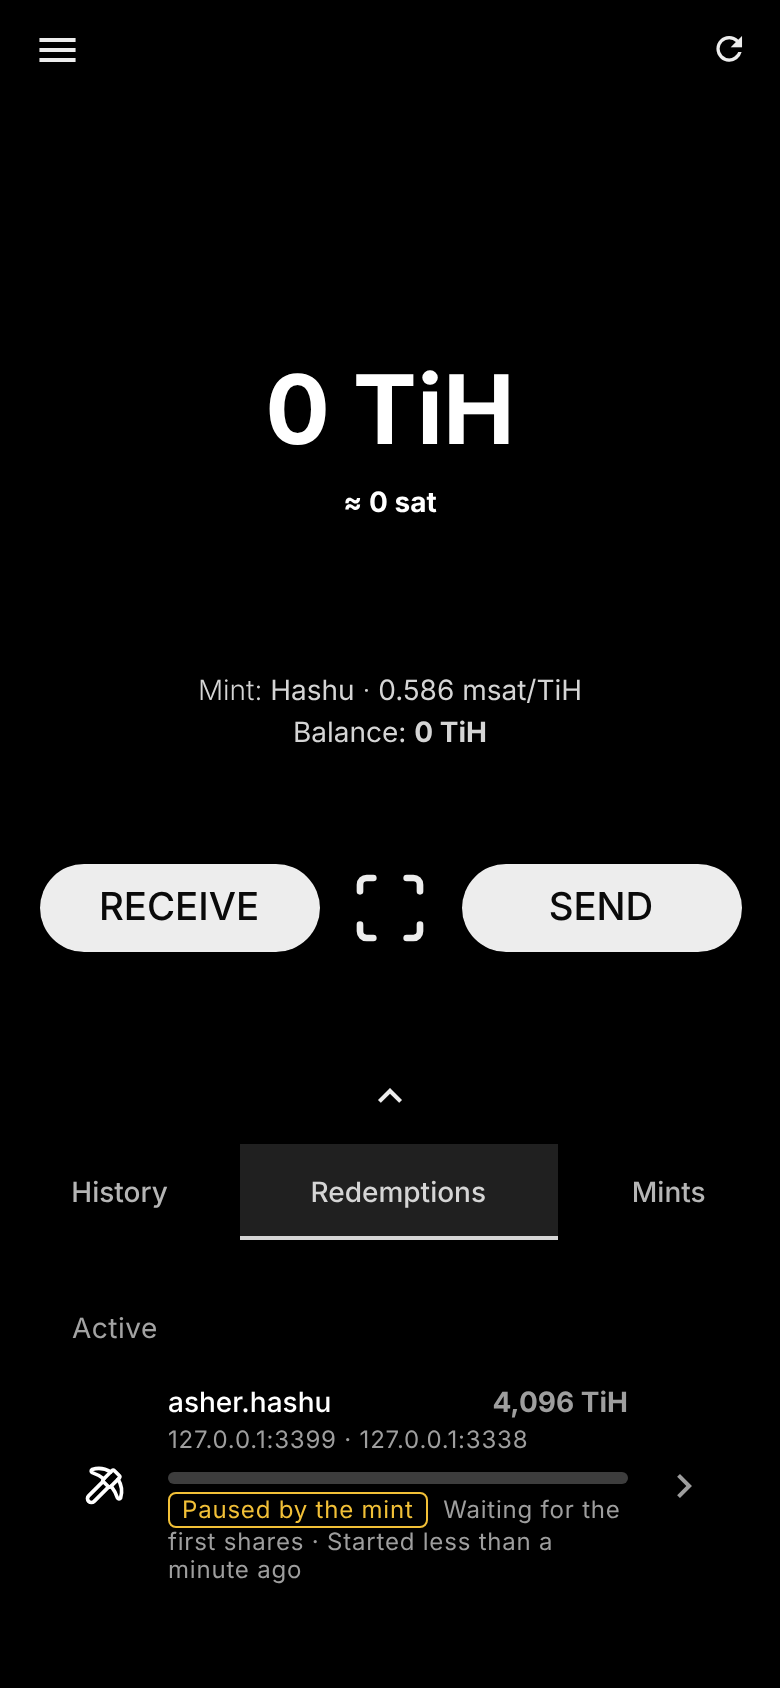 0 TiH
≈ 0 sat
Mint: Hashu · 0.586 msat/TiH
Balance: 0 TiH
RECEIVE
SEND
History
Redemptions
Mints
Active
asher.hashu
4,096 TiH
127.0.0.1:3399 · 127.0.0.1:3338
Paused by the mint Waiting for the
first shares · Started less than a
minute ago